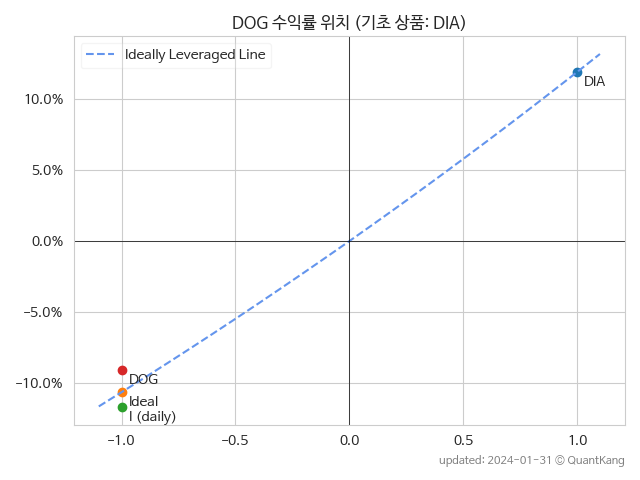 DOG 수익률 위치 (기초 상품: DIA)
Ideally Leveraged Line
DIA
10.0%
5.0%
0.0%
−5.0%
−10.0%
DOG
Ideal
I (daily)
−1.0 −0.5 0.0 0.5 1.0
updated: 2024-01-31 © QuantKang